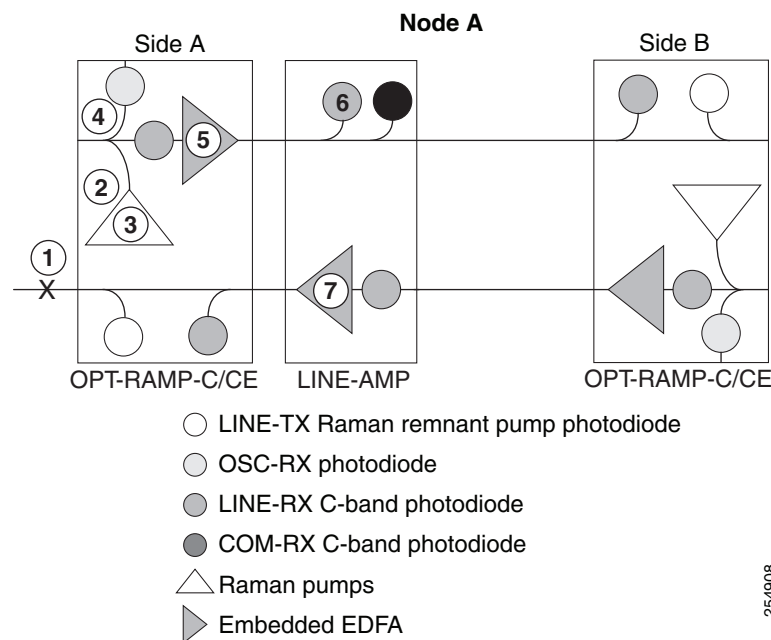 Node A
Side A
Side B
4
5
6
2
3
1
X
7
OPT-RAMP-C/CE
LINE-AMP
OPT-RAMP-C/CE
LINE-TX Raman remnant pump photodiode
OSC-RX photodiode
LINE-RX C-band photodiode
COM-RX C-band photodiode
Raman pumps
Embedded EDFA
254908